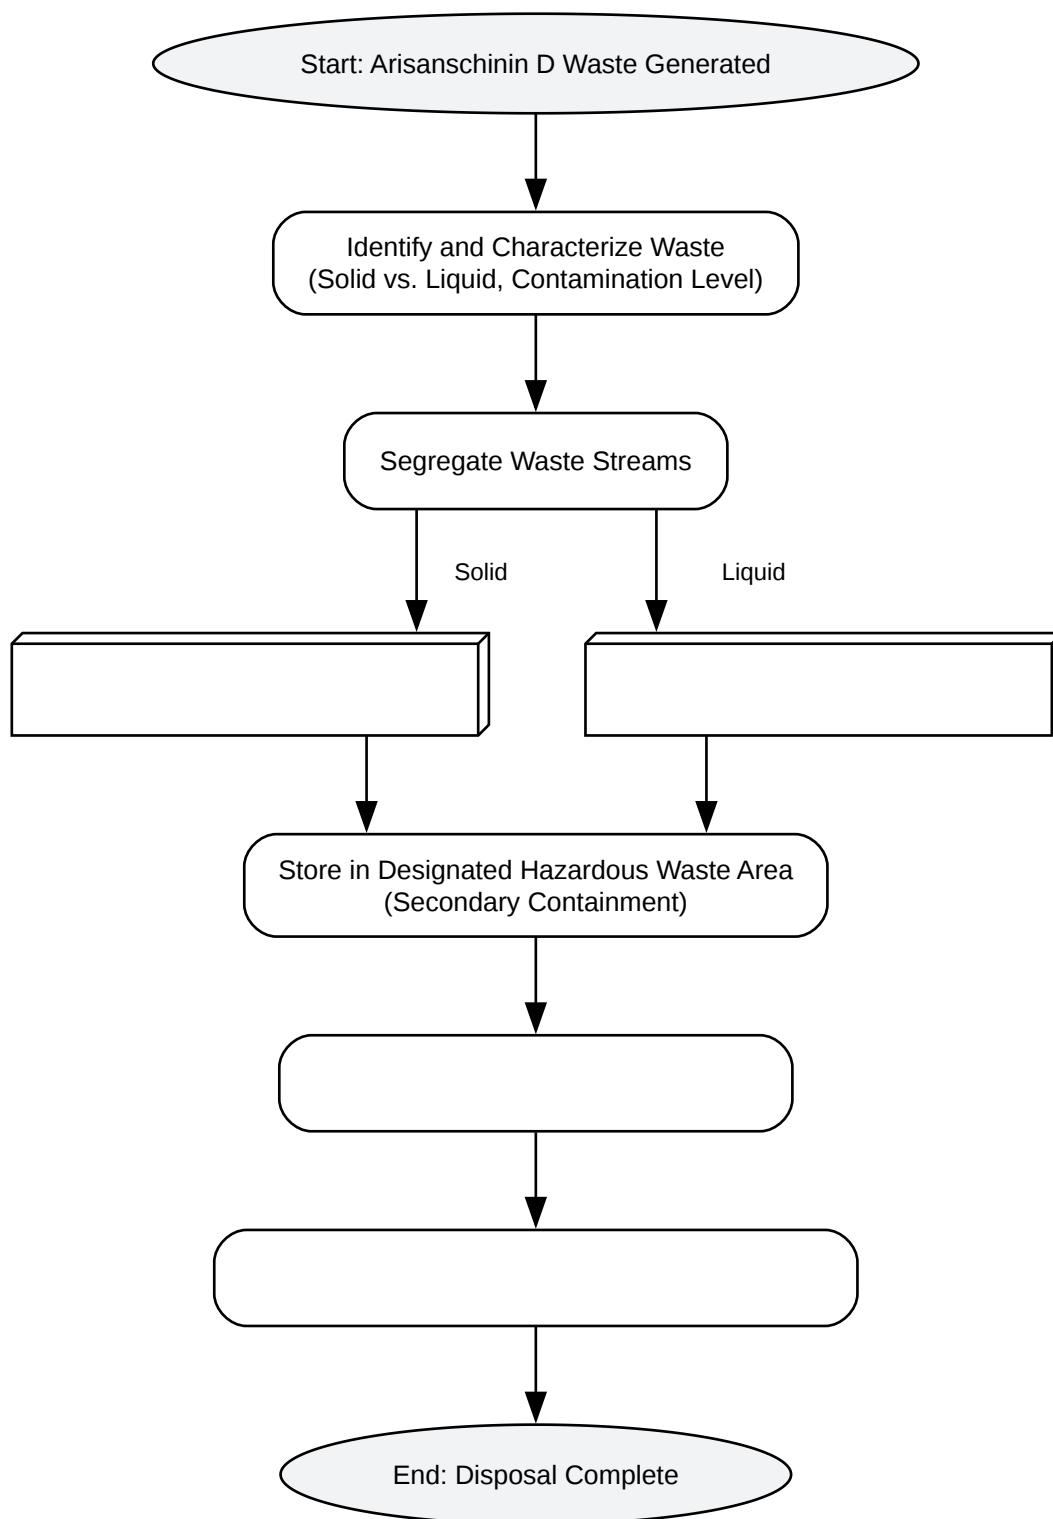 Start: Arisanschinin D Waste Generated
Identify and Characterize Waste
(Solid vs. Liquid, Contamination Level)
Segregate Waste Streams
Solid
Liquid
Store in Designated Hazardous Waste Area
(Secondary Containment)
End: Disposal Complete